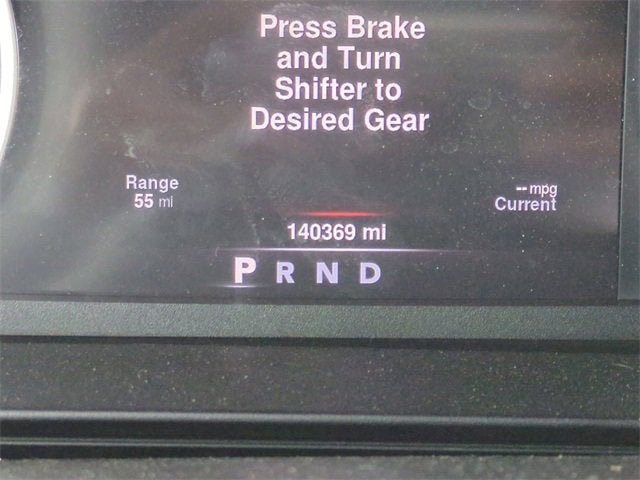 Press Brake
and Turn
Shifter to
Desired Gear
Range
55 mi
-- mpg
Current
140369 mi
P R N D